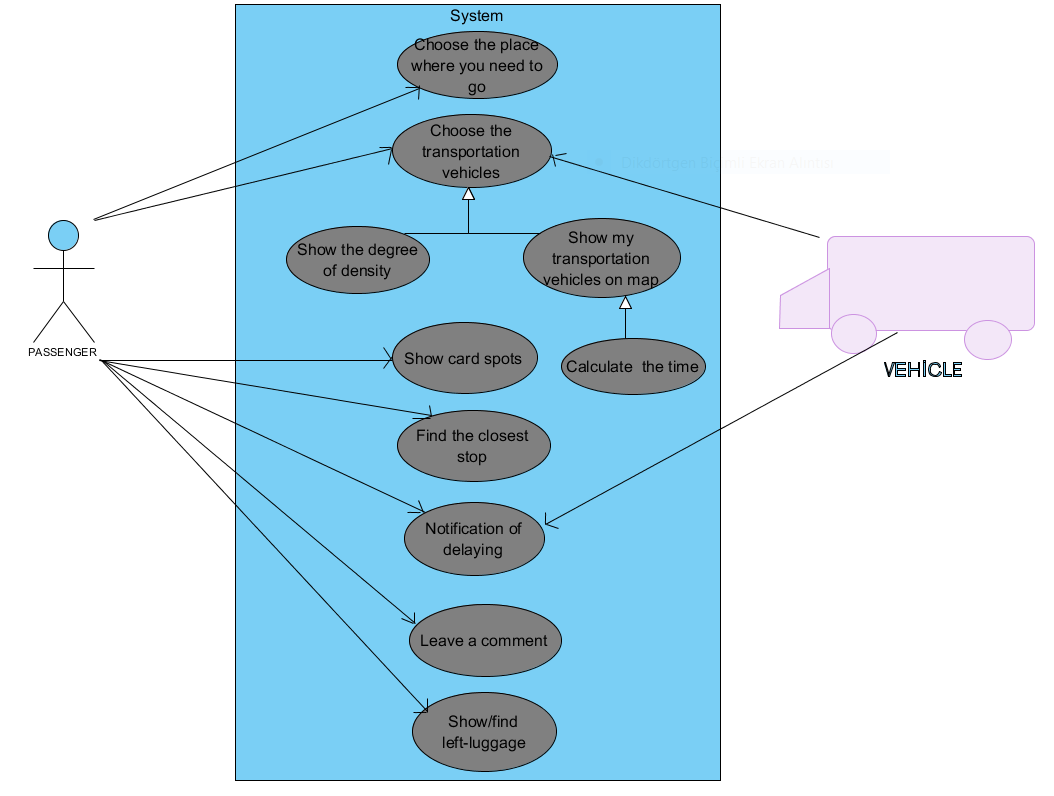 System
Choose the place
where you need to
go
Choose the
transportation
vehicles
Show the degree
of density
Show my
transportation
vehicles on map
Calculate the time
Show card spots
Find the closest
stop
Notification of
delaying
Leave a comment
Show/find
left-luggage
PASSENGER
VEHİCLE